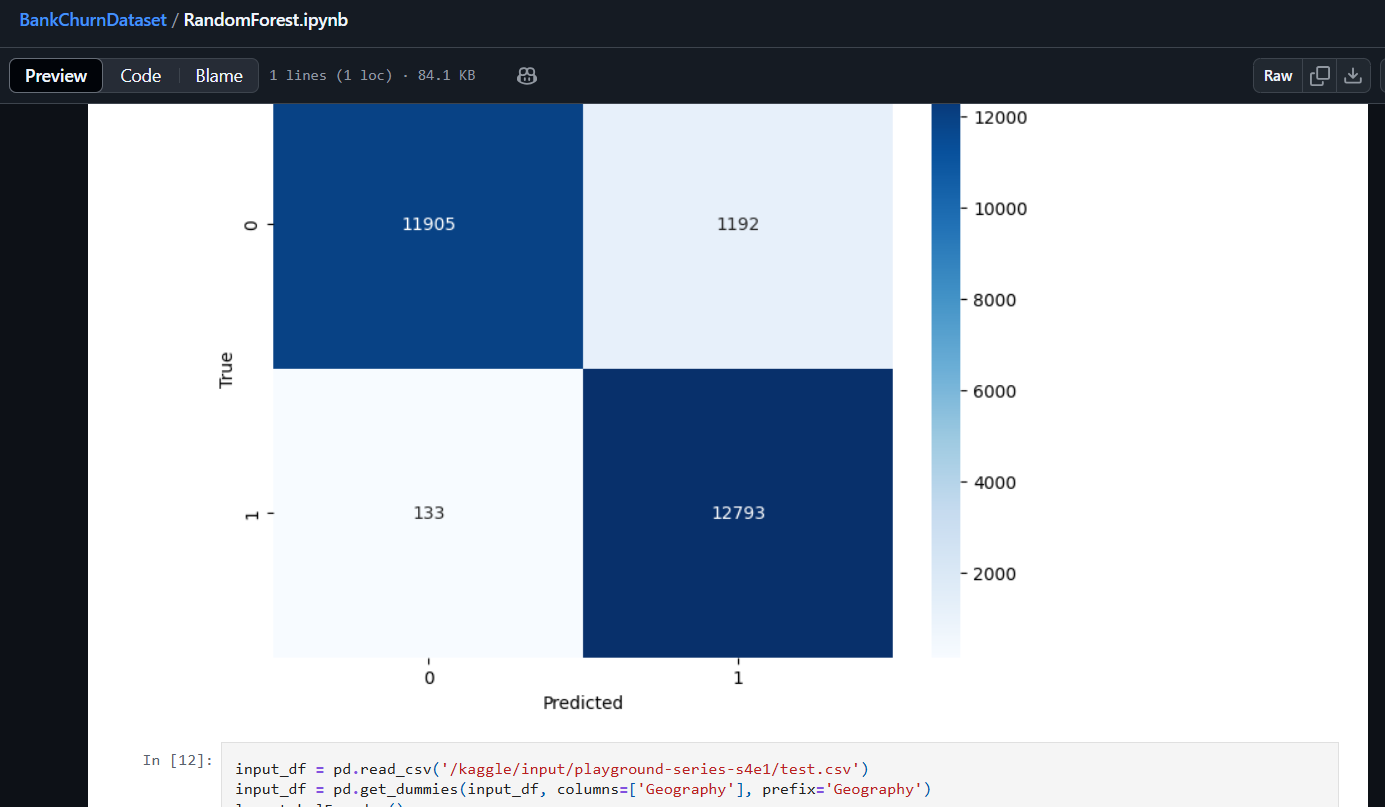 BankChurnDataset / RandomForest.ipynb
Preview Code Blame 1 lines (1 loc) · 84.1 KB Raw
12000
0 11905 1192
10000
8000
True
6000
4000
1 133 12793
2000
0 1
Predicted
In [12]:
input_df = pd.read_csv('/kaggle/input/playground-series-s4e1/test.csv')
input_df = pd.get_dummies(input_df, columns=['Geography'], prefix='Geography')